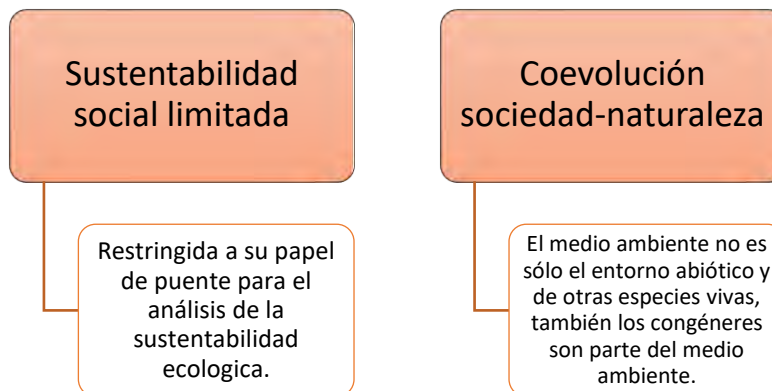 Sustentabilidad
social limitada
Restringida a su papel
de puente para el
análisis de la
sustentabilidad
ecologica.
Coevolución
sociedad-naturaleza
El medio ambiente no es
sólo el entorno abiótico y
de otras especies vivas,
también los congéneres
son parte del medio
ambiente.